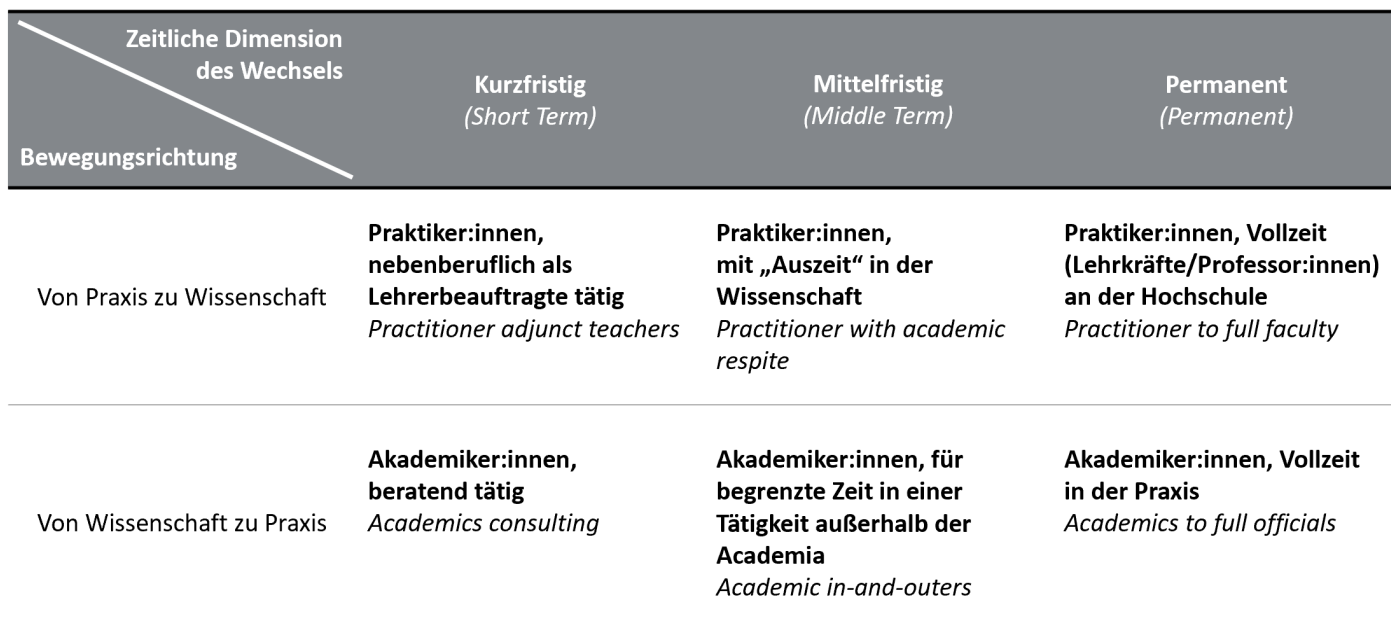 Zeitliche Dimension
des Wechsels
Bewegungsrichtung
Kurzfristig
(Short Term)
Mittelfristig
(Middle Term)
Permanent
(Permanent)
Von Praxis zu Wissenschaft
Praktiker:innen,
nebenberuflich als
Lehrerbeauftragte tätig
Practitioner adjunct teachers
Praktiker:innen,
mit „Auszeit“ in der
Wissenschaft
Practitioner with academic
respite
Praktiker:innen, Vollzeit
(Lehrkräfte/Professor:innen)
an der Hochschule
Practitioner to full faculty
Von Wissenschaft zu Praxis
Akademiker:innen,
beratend tätig
Academics consulting
Akademiker:innen, für
begrenzte Zeit in einer
Tätigkeit außerhalb der
Academia
Academic in-and-outers
Akademiker:innen, Vollzeit
in der Praxis
Academics to full officials